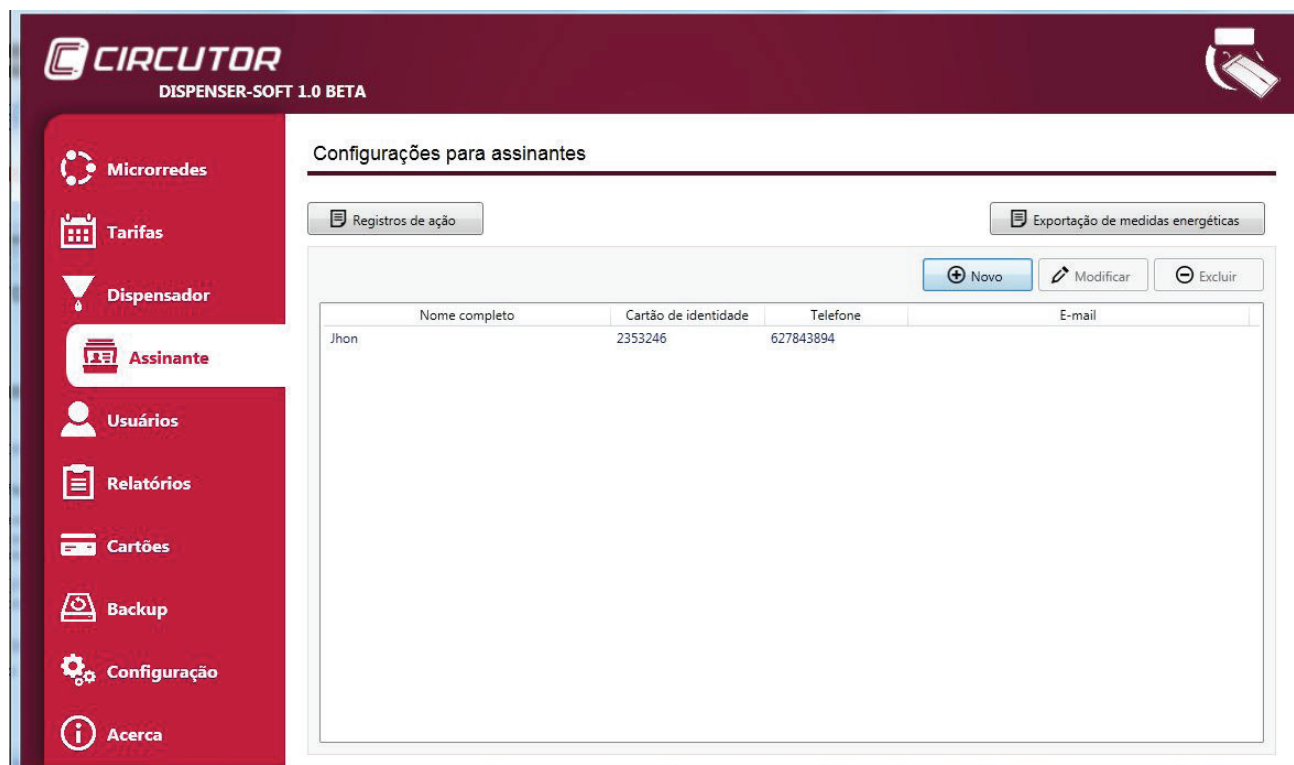 CIRCUTOR
DISPENSER-SOFT 1.0 BETA
Microrredes
Tarifas
Dispensador
Assinante
Usuários
Relatórios
Cartões
Backup
Configuração
Acerca
Configurações para assinantes
Registros de ação
Exportação de medidas energéticas
Novo
Modificar
Excluir
Nome completo Cartão de identidade Telefone E-mail
Jhon 2353246 627843894